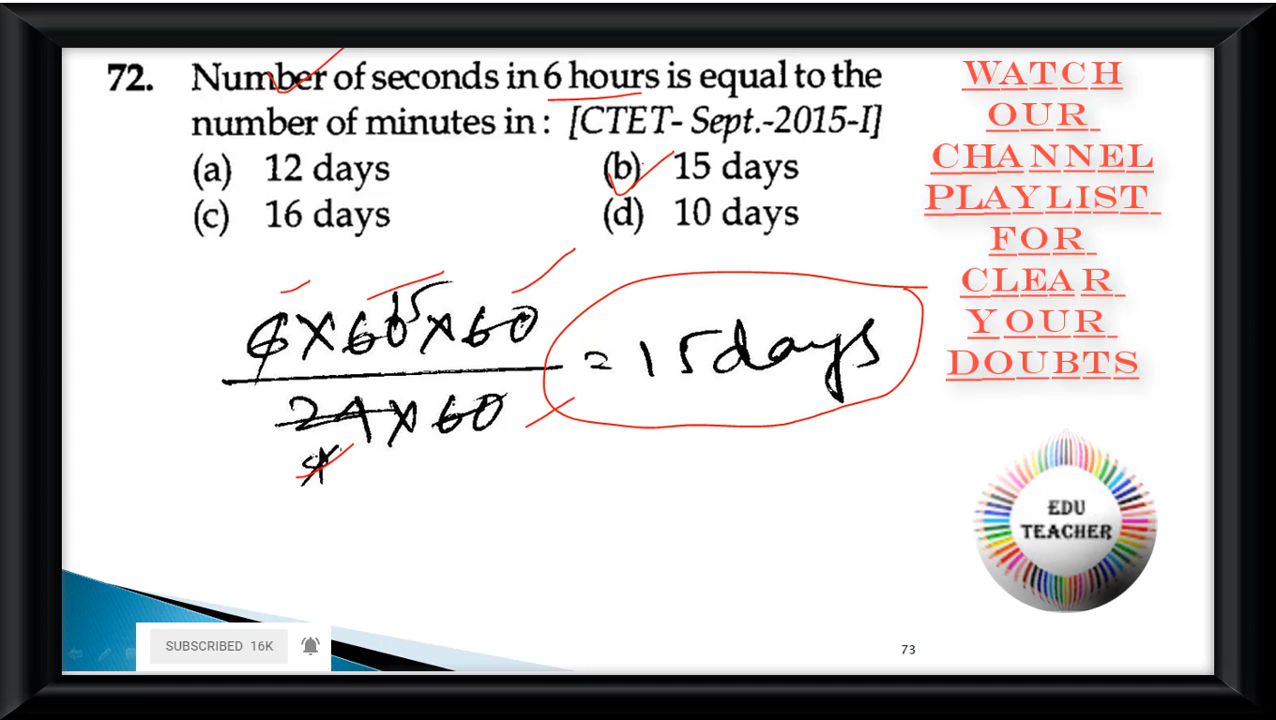 72. Number of seconds in 6 hours is equal to the
number of minutes in : [CTET- Sept.-2015-I]
(a) 12 days (b) 15 days
(c) 16 days (d) 10 days
6 X 60 15 X 60
24 X 60
4
= 15 days
WATCH
OUR
CHANNEL
PLAYLIST
FOR
CLEAR
YOUR
DOUBTS
EDU
TEACHER
SUBSCRIBED 16K
73